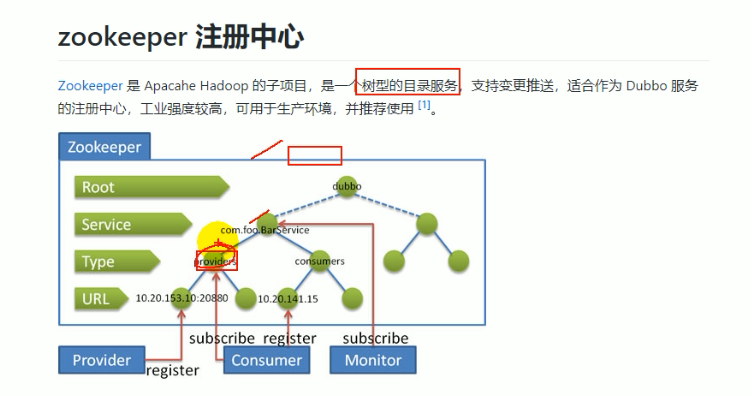 zookeeper 注册中心
Zookeeper 是 Apacahe Hadoop 的子项目，是一个树型的目录服务，支持变更推送，适合作为 Dubbo 服务
的注册中心，工业强度较高，可用于生产环境，并推荐使用 [1]。
Zookeeper
Root
dubbo
Service
com.foo.BarService
Type
providers
consumers
URL
10.20.153.10:20880
10.20.141.15
subscribe
register
subscribe
Provider
Consumer
Monitor
register